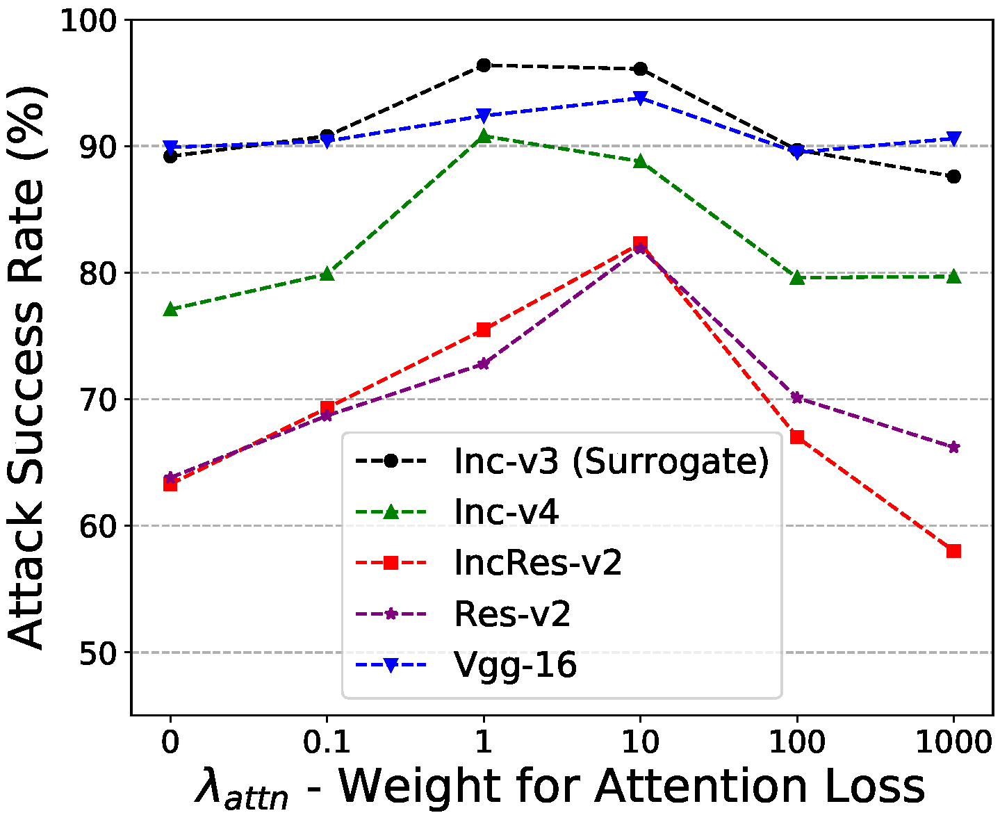 Attack Success Rate (%)
100
90
80
70
60
50
Inc-v3 (Surrogate)
Inc-v4
IncRes-v2
Res-v2
Vgg-16
0 0.1 1 10 100 1000
λattn - Weight for Attention Loss